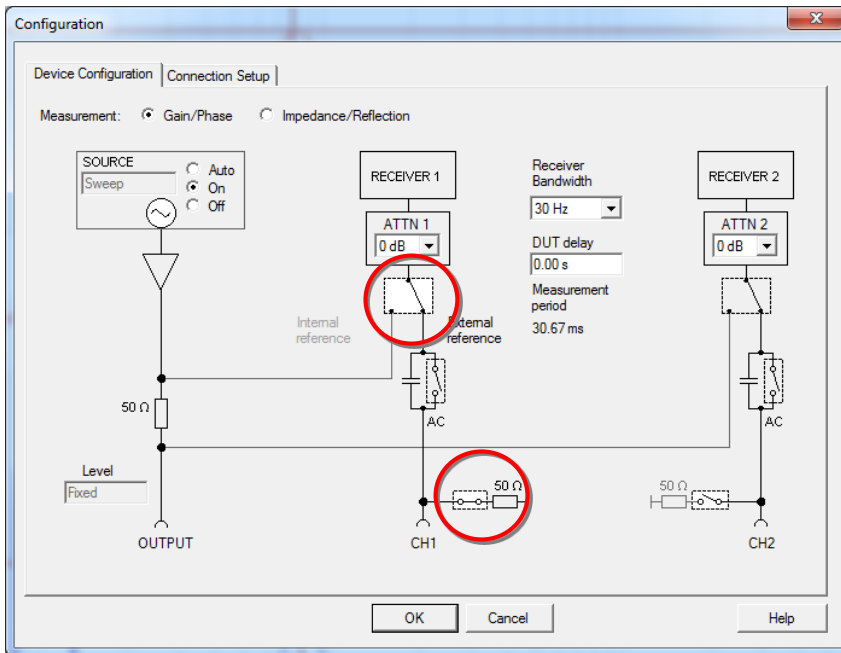 Configuration
x
Device Configuration
Connection Setup
Measurement:
Gain/Phase
Impedance/Reflection
SOURCE
Sweep
Auto
On
Off
RECEIVER 1
ATTN 1
0 dB
Receiver
Bandwidth
30 Hz
DUT delay
0.00 s
Measurement
period
30.67 ms
RECEIVER 2
ATTN 2
0 dB
Internal
reference
External
reference
50 Ω
AC
AC
Level
Fixed
50 Ω
50 Ω
OUTPUT
CH1
CH2
OK
Cancel
Help